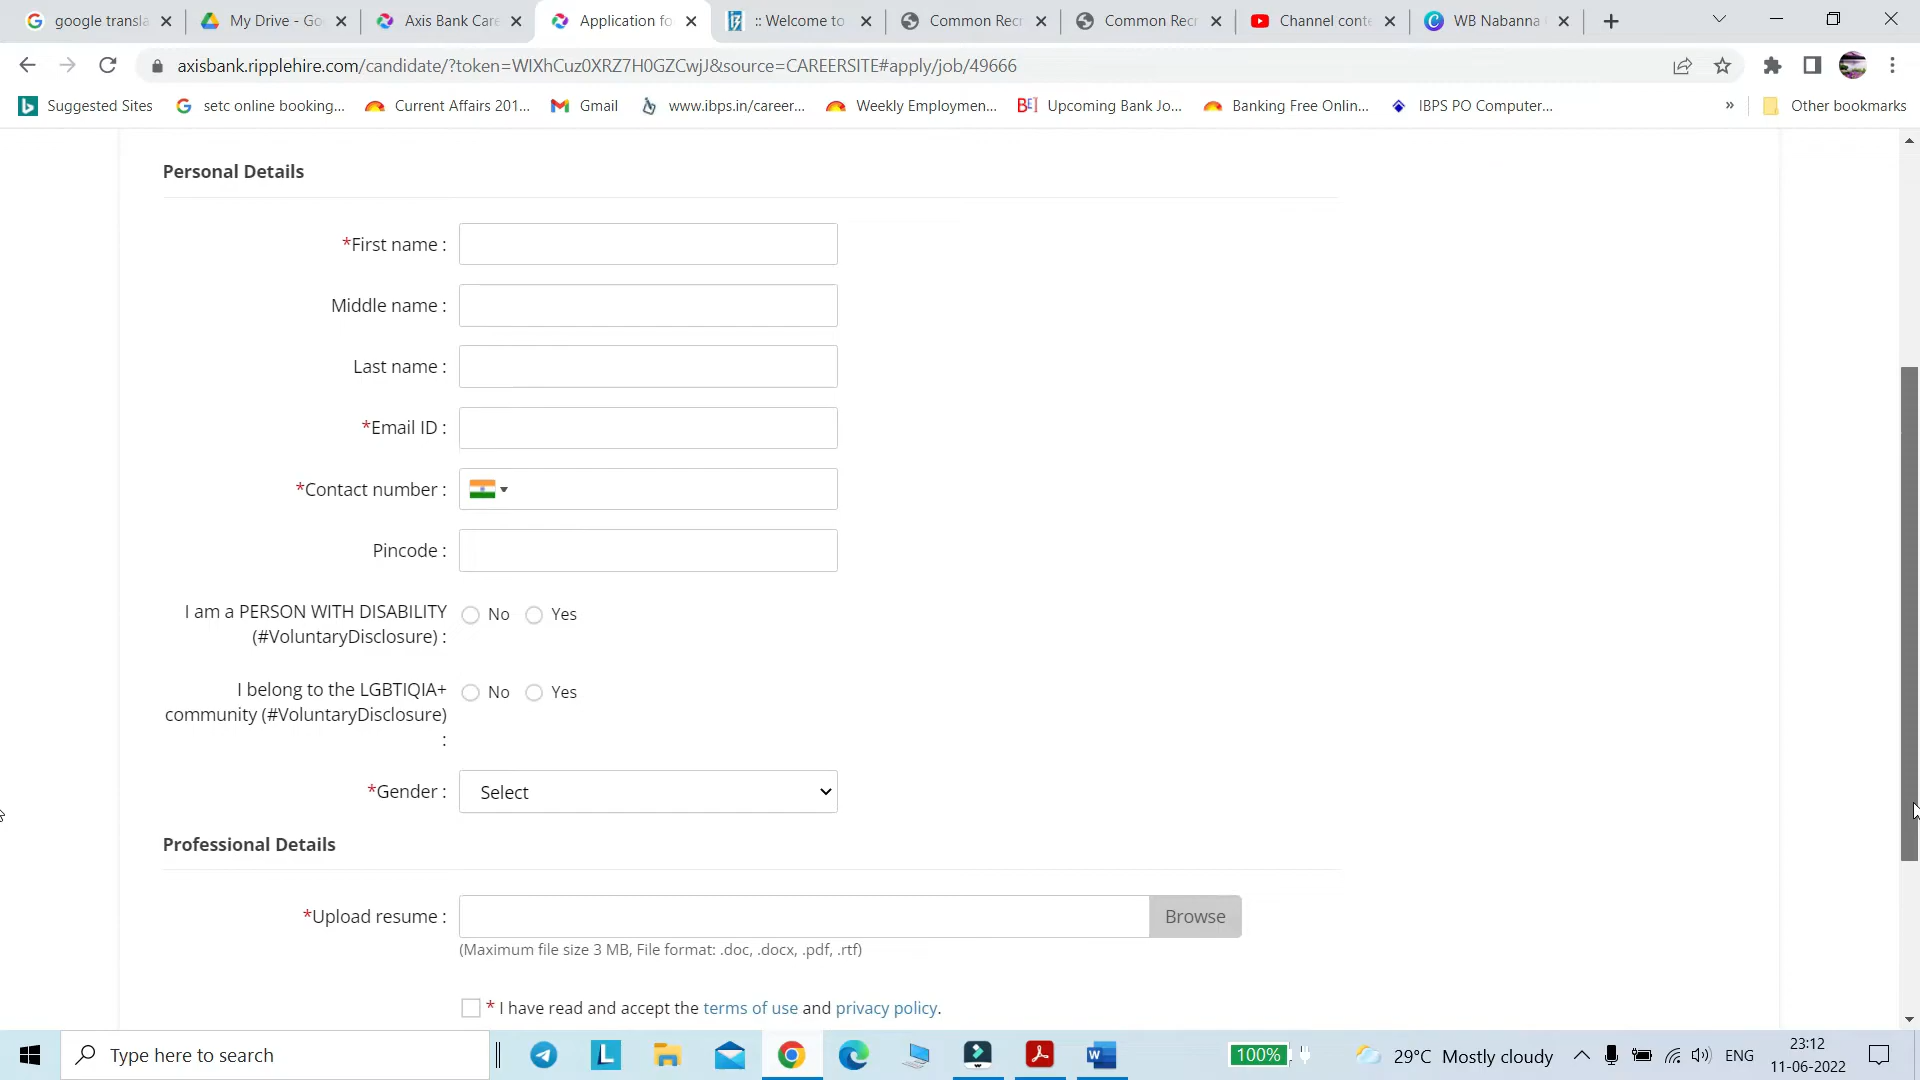 google transla
My Drive - Go
Axis Bank Care
Application fo
:: Welcome to
Common Recr
Common Recr
Channel conte
WB Nabanna
axisbank.ripplehire.com/candidate/?token=WIXhCuz0XRZ7H0GZCwjJ&source=CAREERSITE#apply/job/49666
Suggested Sites
setc online booking...
Current Affairs 201...
Gmail
www.ibps.in/career...
Weekly Employmen...
BEJ Upcoming Bank Jo...
Banking Free Onlin...
IBPS PO Computer...
»
Other bookmarks
Personal Details
*First name :
Middle name :
Last name :
*Email ID :
*Contact number :
Pincode :
I am a PERSON WITH DISABILITY
(#VoluntaryDisclosure) :
No Yes
I belong to the LGBTIQIA+
community (#VoluntaryDisclosure)
:
No Yes
*Gender : Select
Professional Details
*Upload resume : Browse
(Maximum file size 3 MB, File format: .doc, .docx, .pdf, .rtf)
* I have read and accept the terms of use and privacy policy.
Type here to search
100%
29°C Mostly cloudy
ENG
23:12
11-06-2022